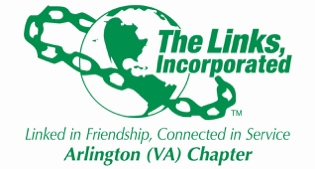 The Links,
Incorporated
TM
Linked in Friendship, Connected in Service
Arlington (VA) Chapter